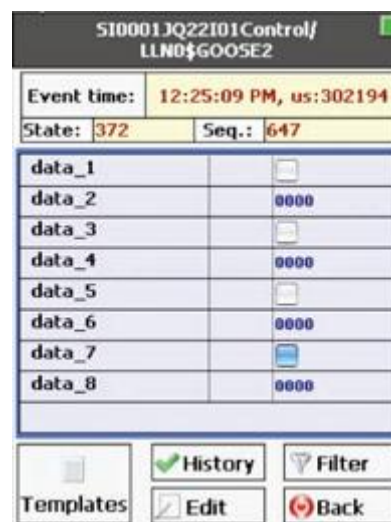 SI0001JQ22I01Control/
LLN0$GOOSE2
Event time: 12:25:09 PM, us:302194
State: 372 Seq.: 647
data_1
data_2 0000
data_3
data_4 0000
data_5
data_6 0000
data_7
data_8 0000
History Filter
Templates Edit Back